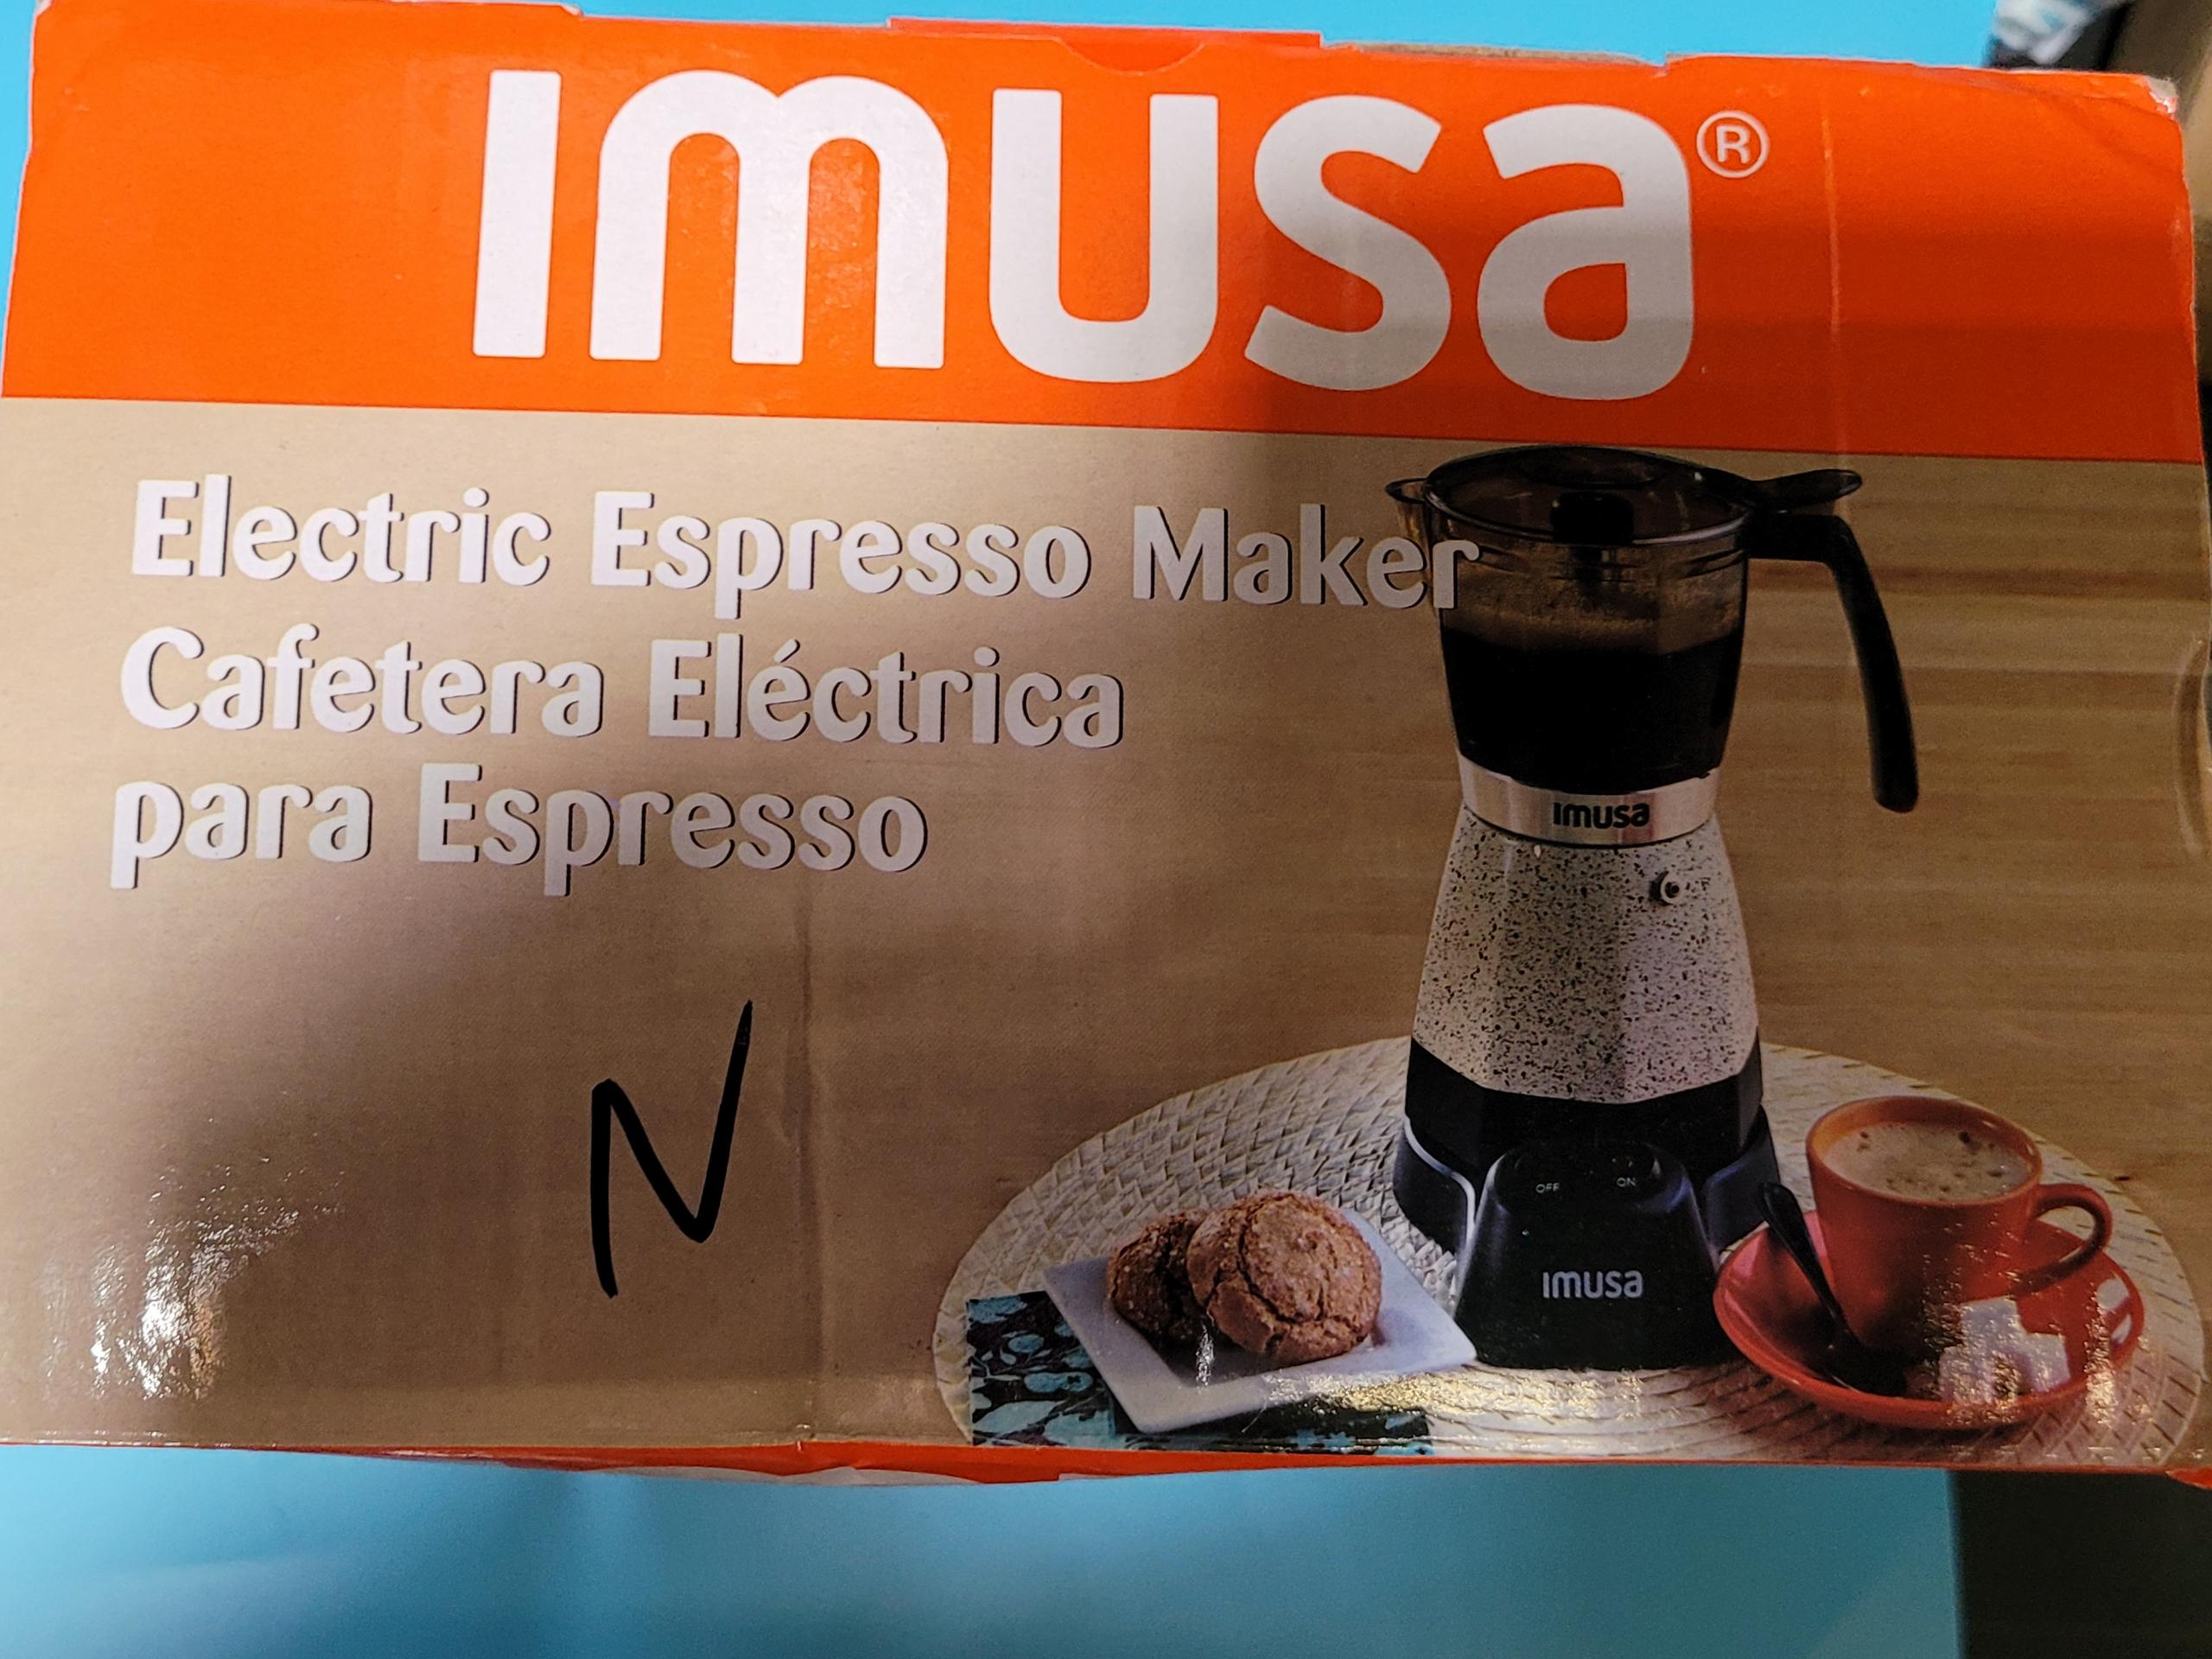 IMUSA®
Electric Espresso Maker
Cafetera Eléctrica
para Espresso
IMUSA
N
OFF ON
IMUSA